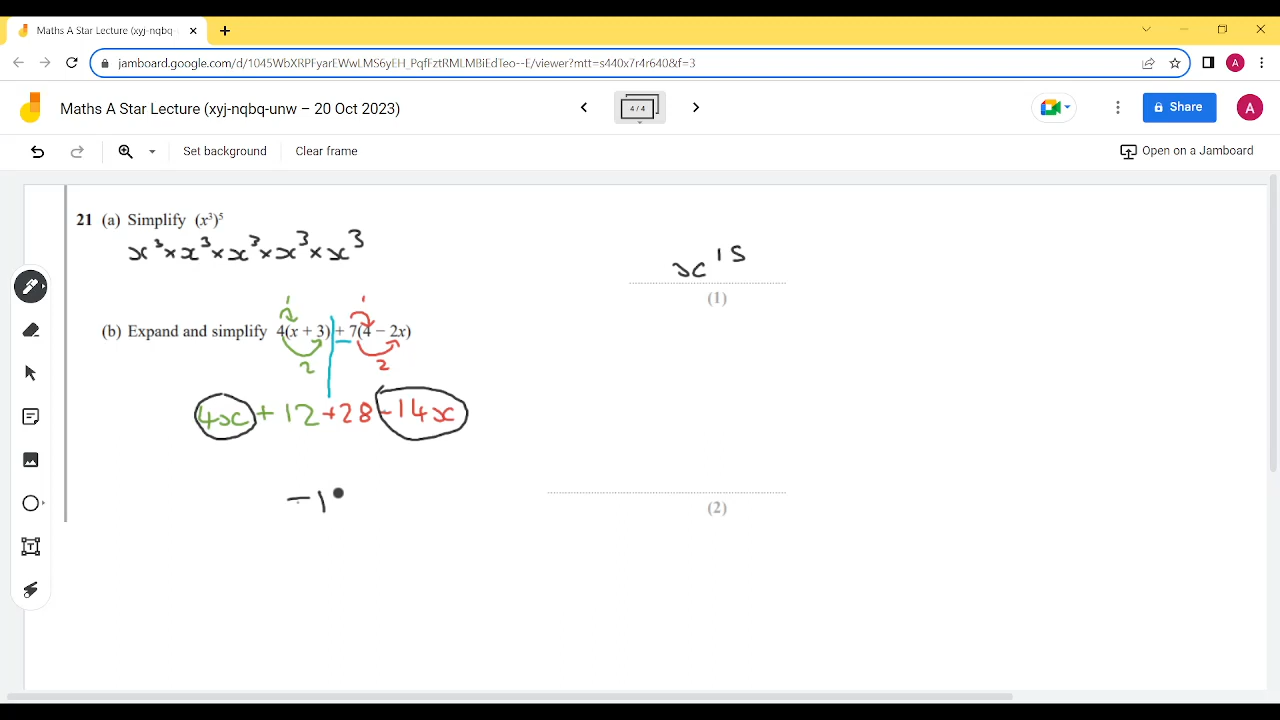 Maths A Star Lecture (xyj-nqbq
jamboard.google.com/d/1045WbXRPFyarEWwLMS6yEH_PqfFztRMLMBiEdTeo--E/viewer?mtt=s440x7r4r640&f=3
A
Maths A Star Lecture (xyj-nqbq-unw – 20 Oct 2023)
4 / 4
Share
A
Set background
Clear frame
Open on a Jamboard
21 (a) Simplify (x³)⁵
x³ × x³ × x³ × x³ × x³
x¹⁵
(1)
1 1
(b) Expand and simplify 4(x + 3) + 7(4 − 2x)
2 2
4x + 12 + 28 − 14x
−1
(2)